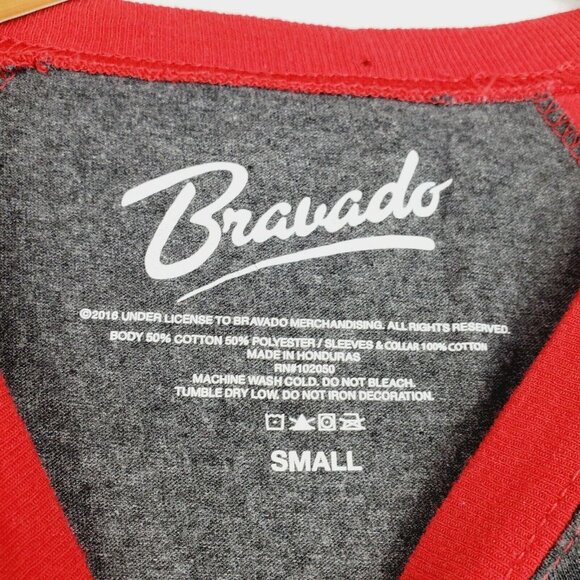 Bravado
©2016 UNDER LICENSE TO BRAVADO MERCHANDISING. ALL RIGHTS RESERVED.
BODY 50% COTTON 50% POLYESTER / SLEEVES & COLLAR 100% COTTON
MADE IN HONDURAS
RN#102050
MACHINE WASH COLD. DO NOT BLEACH.
TUMBLE DRY LOW. DO NOT IRON DECORATION.
SMALL